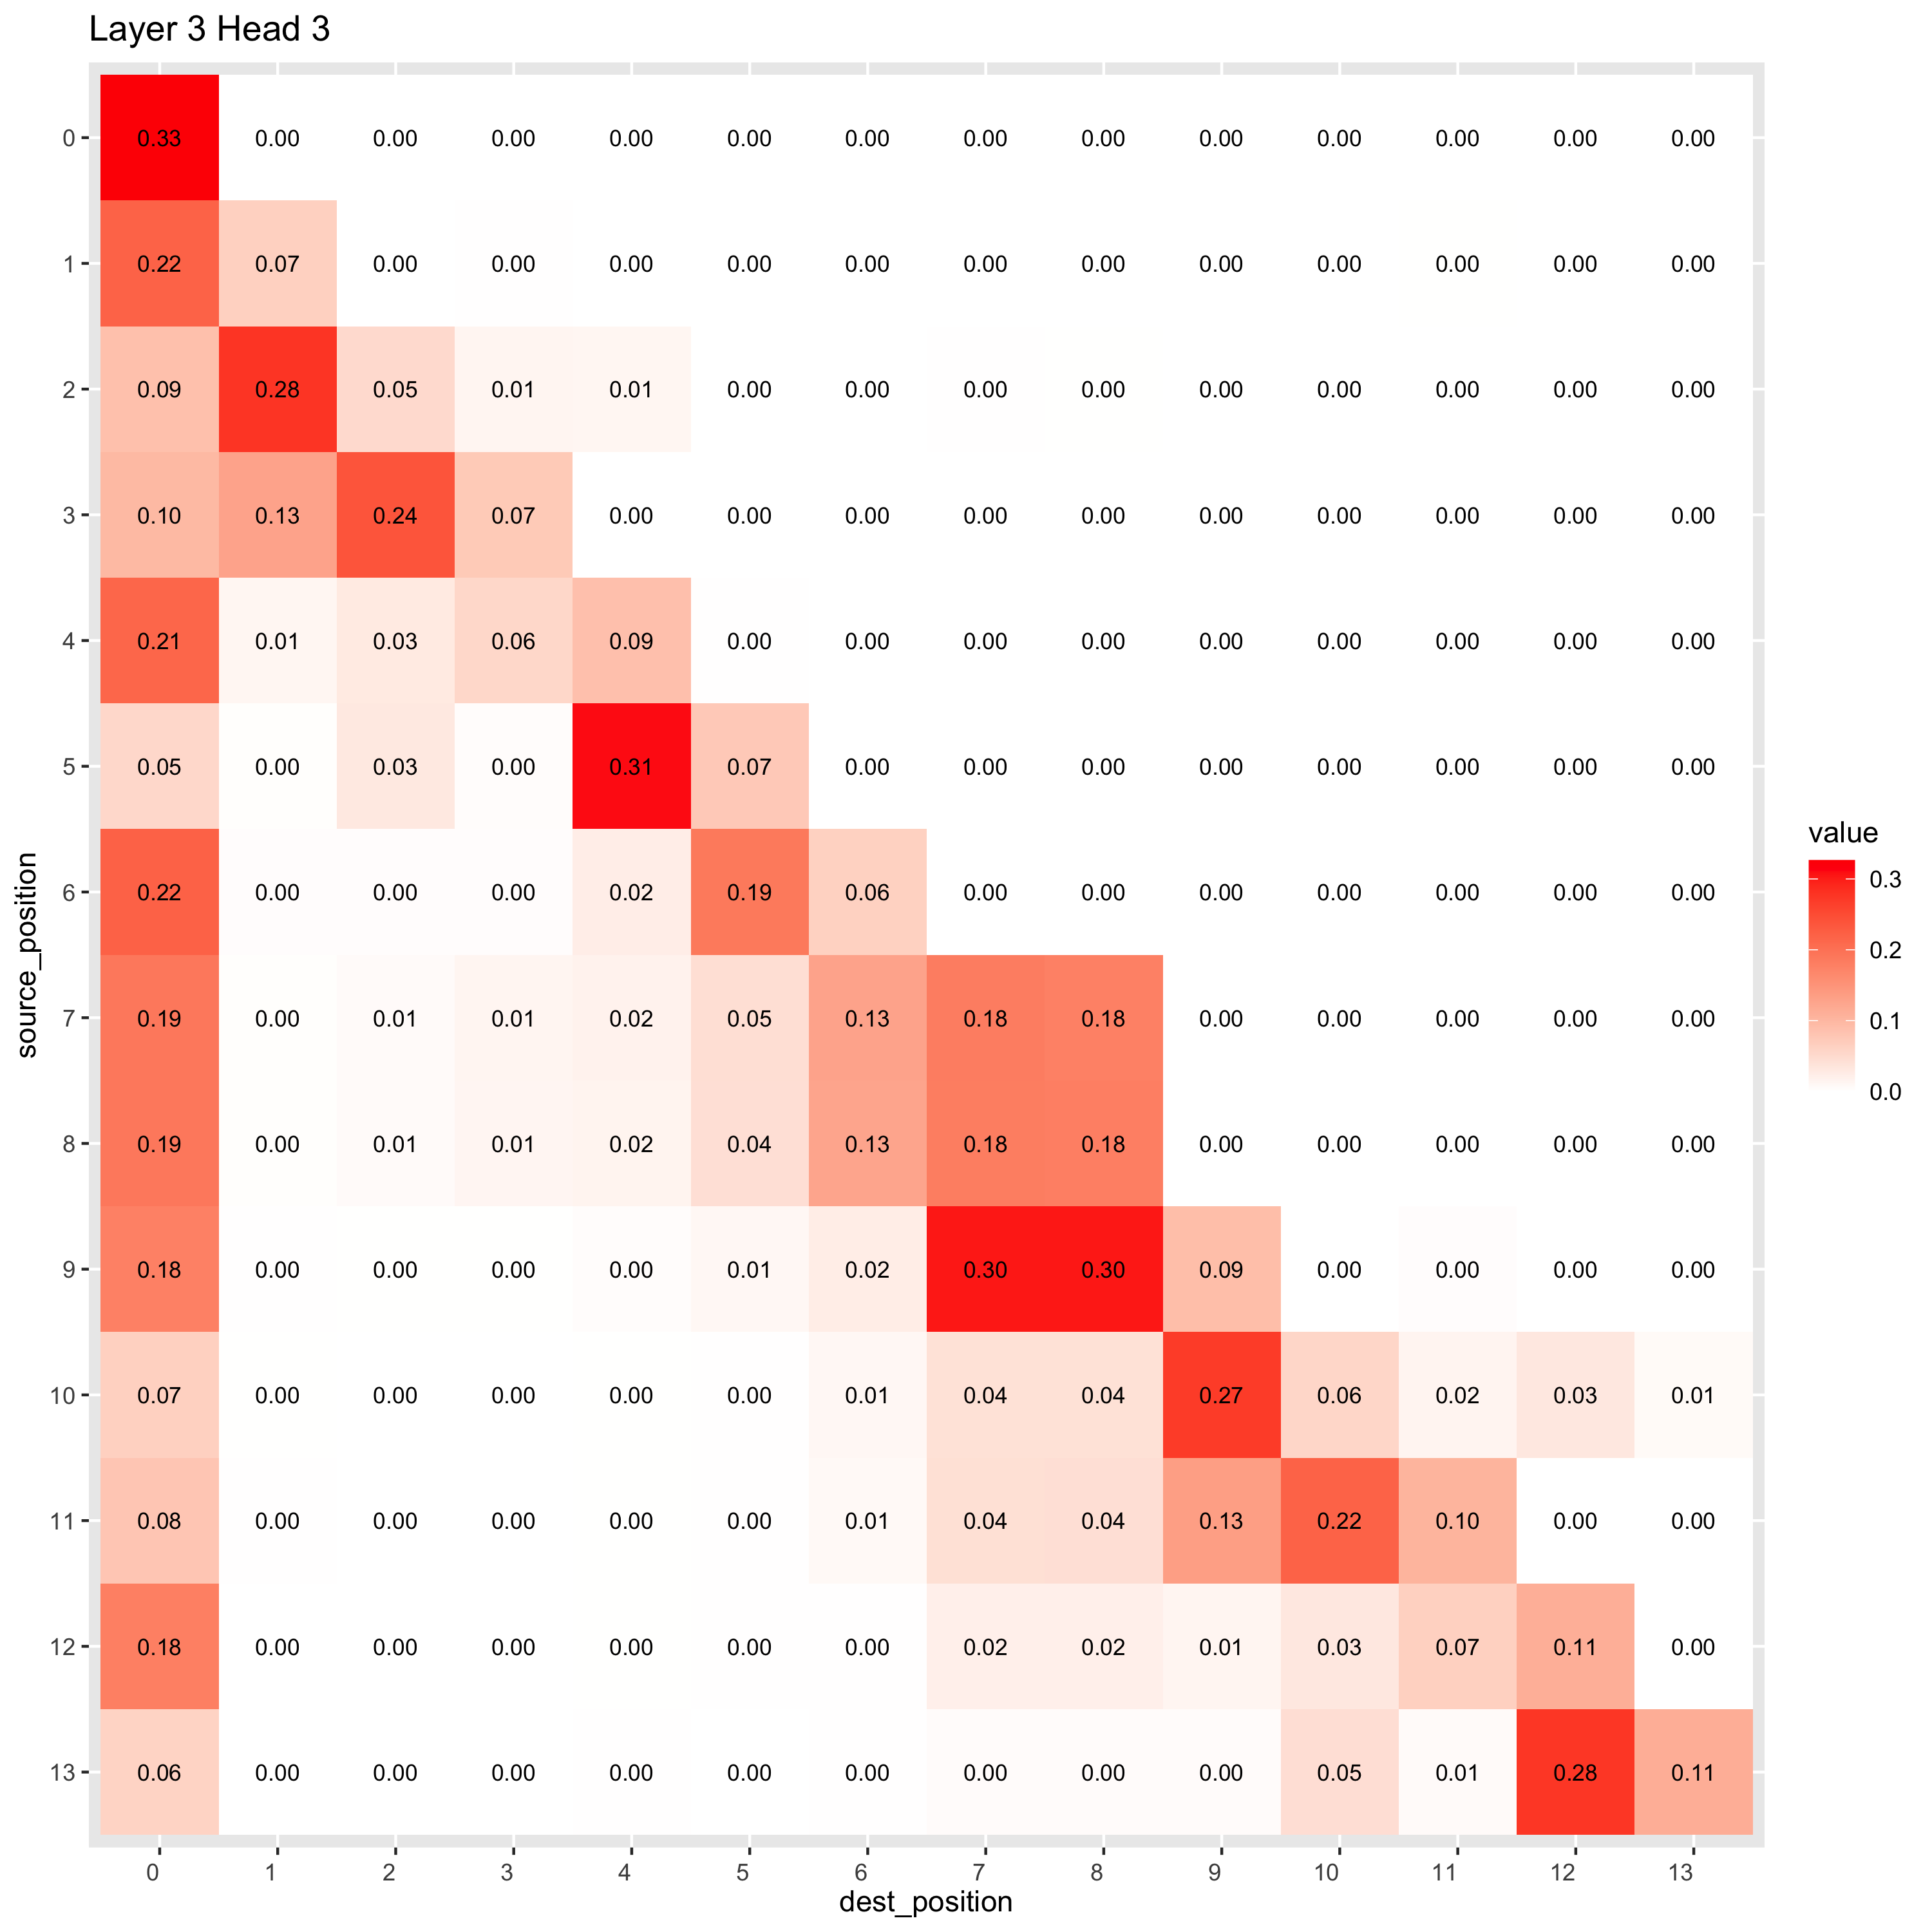 Layer 3 Head 3
0 0.33 0.00 0.00 0.00 0.00 0.00 0.00 0.00 0.00 0.00 0.00 0.00 0.00 0.00
1 0.22 0.07 0.00 0.00 0.00 0.00 0.00 0.00 0.00 0.00 0.00 0.00 0.00 0.00
2 0.09 0.28 0.05 0.01 0.01 0.00 0.00 0.00 0.00 0.00 0.00 0.00 0.00 0.00
3 0.10 0.13 0.24 0.07 0.00 0.00 0.00 0.00 0.00 0.00 0.00 0.00 0.00 0.00
4 0.21 0.01 0.03 0.06 0.09 0.00 0.00 0.00 0.00 0.00 0.00 0.00 0.00 0.00
5 0.05 0.00 0.03 0.00 0.31 0.07 0.00 0.00 0.00 0.00 0.00 0.00 0.00 0.00
6 0.22 0.00 0.00 0.00 0.02 0.19 0.06 0.00 0.00 0.00 0.00 0.00 0.00 0.00
7 0.19 0.00 0.01 0.01 0.02 0.05 0.13 0.18 0.18 0.00 0.00 0.00 0.00 0.00
8 0.19 0.00 0.01 0.01 0.02 0.04 0.13 0.18 0.18 0.00 0.00 0.00 0.00 0.00
9 0.18 0.00 0.00 0.00 0.00 0.01 0.02 0.30 0.30 0.09 0.00 0.00 0.00 0.00
10 0.07 0.00 0.00 0.00 0.00 0.00 0.01 0.04 0.04 0.27 0.06 0.02 0.03 0.01
11 0.08 0.00 0.00 0.00 0.00 0.00 0.01 0.04 0.04 0.13 0.22 0.10 0.00 0.00
12 0.18 0.00 0.00 0.00 0.00 0.00 0.00 0.02 0.02 0.01 0.03 0.07 0.11 0.00
13 0.06 0.00 0.00 0.00 0.00 0.00 0.00 0.00 0.00 0.00 0.05 0.01 0.28 0.11
0 1 2 3 4 5 6 7 8 9 10 11 12 13
dest_position
source_position
value
0.3
0.2
0.1
0.0